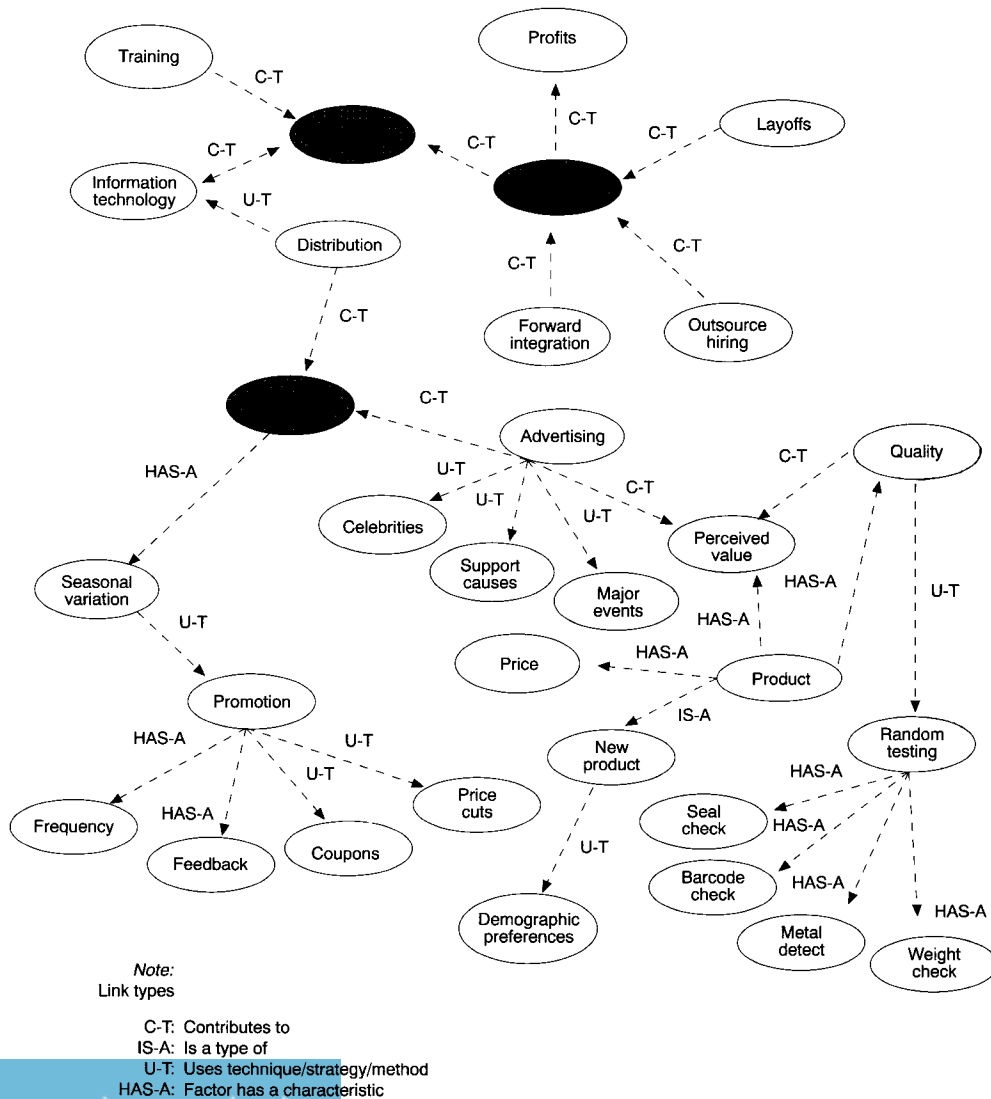 Profits
Training
C-T
C-T
Layoffs
C-T
C-T
C-T
Information
technology
U-T
Distribution
C-T
C-T
C-T
Forward
integration
Outsource
hiring
C-T
Advertising
Quality
HAS-A
U-T
C-T
C-T
U-T
U-T
Celebrities
Perceived
value
Support
causes
Major
events
Seasonal
variation
HAS-A
U-T
HAS-A
U-T
HAS-A
Price
Product
Promotion
IS-A
New
product
Random
testing
HAS-A
U-T
U-T
HAS-A
Price
cuts
Seal
check
HAS-A
Frequency
HAS-A
Feedback
Coupons
U-T
Barcode
check
HAS-A
Demographic
preferences
Metal
detect
HAS-A
Weight
check
Note:
Link types
C-T: Contributes to
IS-A: Is a type of
U-T: Uses technique/strategy/method
HAS-A: Factor has a characteristic